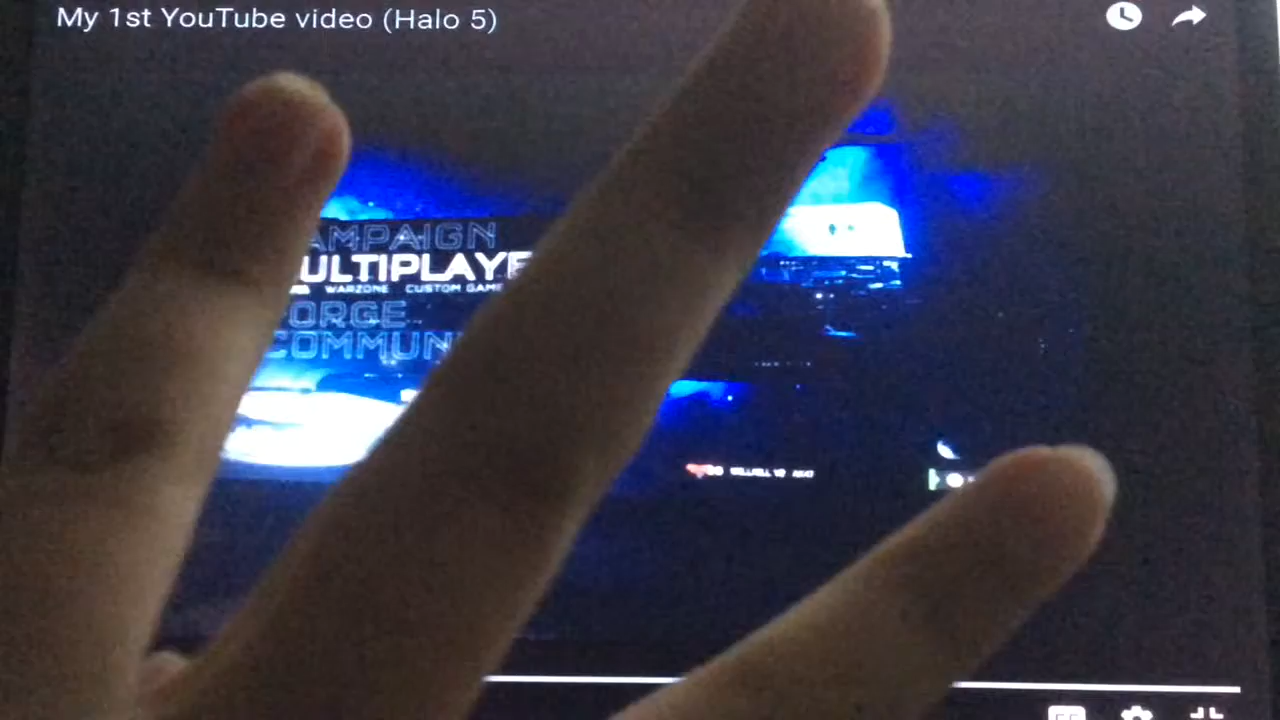 My 1st YouTube video (Halo 5)
AMPAIGN
ULTIPLAYE
WARZONE CUSTOM GAME
ORGE
COMMUN